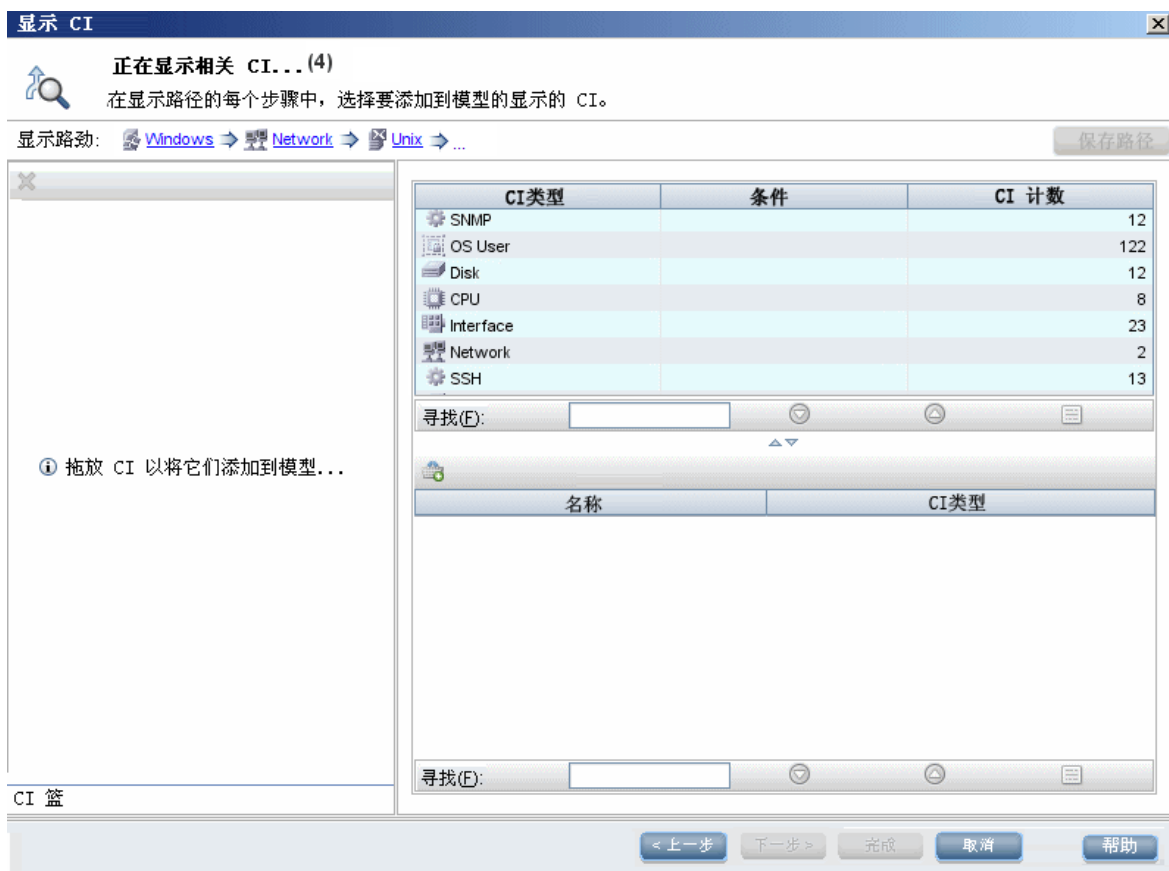 显示 CI
正在显示相关 CI...(4)
在显示路径的每个步骤中，选择要添加到模型的显示的 CI。
显示路劲: Windows Network Unix ...
保存路径
CI类型 条件 CI 计数
SNMP 12
OS User 122
Disk 12
CPU 8
Interface 23
Network 2
SSH 13
寻找(F):
拖放 CI 以将它们添加到模型...
名称 CI类型
寻找(F):
CI 篮
<上一步 下一步> 完成 取消 帮助